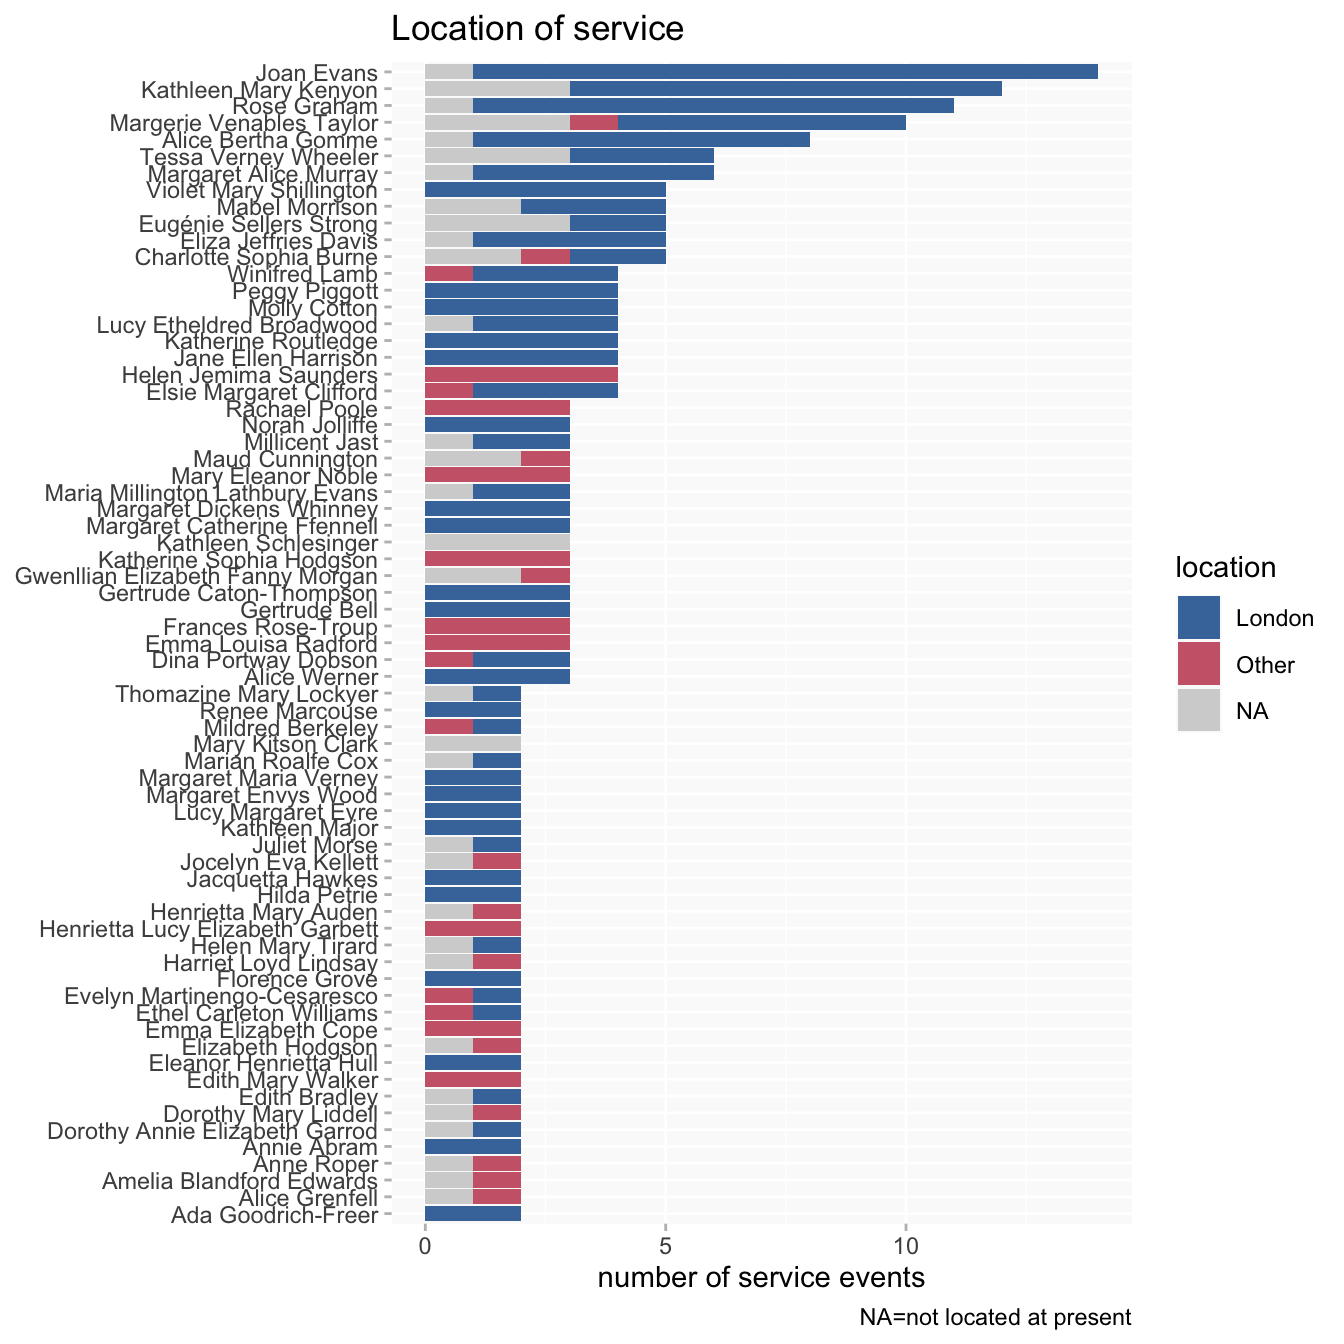 Location of service
Joan Evans
Kathleen Mary Kenyon
Rose Graham
Margerie Venables Taylor
Alice Bertha Gomme
Tessa Verney Wheeler
Margaret Alice Murray
Violet Mary Shillington
Mabel Morrison
Eugénie Sellers Strong
Eliza Jeffries Davis
Charlotte Sophia Burne
Winifred Lamb
Peggy Piggott
Molly Cotton
Lucy Etheldred Broadwood
Katherine Routledge
Jane Ellen Harrison
Helen Jemima Saunders
Elsie Margaret Clifford
Rachael Poole
Norah Jolliffe
Millicent Jast
Maud Cunnington
Mary Eleanor Noble
Maria Millington Lathbury Evans
Margaret Dickens Whinney
Margaret Catherine Ffennell
Kathleen Schlesinger
Katherine Sophia Hodgson
Gwenllian Elizabeth Fanny Morgan
Gertrude Caton-Thompson
Gertrude Bell
Frances Rose-Troup
Emma Louisa Radford
Dina Portway Dobson
Alice Werner
Thomazine Mary Lockyer
Renee Marcouse
Mildred Berkeley
Mary Kitson Clark
Marian Roalfe Cox
Margaret Maria Verney
Margaret Envys Wood
Lucy Margaret Eyre
Kathleen Major
Juliet Morse
Jocelyn Eva Kellett
Jacquetta Hawkes
Hilda Petrie
Henrietta Mary Auden
Henrietta Lucy Elizabeth Garbett
Helen Mary Tirard
Harriet Loyd Lindsay
Florence Grove
Evelyn Martinengo-Cesaresco
Ethel Carleton Williams
Emma Elizabeth Cope
Elizabeth Hodgson
Eleanor Henrietta Hull
Edith Mary Walker
Edith Bradley
Dorothy Mary Liddell
Dorothy Annie Elizabeth Garrod
Annie Abram
Anne Roper
Amelia Blandford Edwards
Alice Grenfell
Ada Goodrich-Freer
0 5 10
number of service events
NA=not located at present
location
London
Other
NA